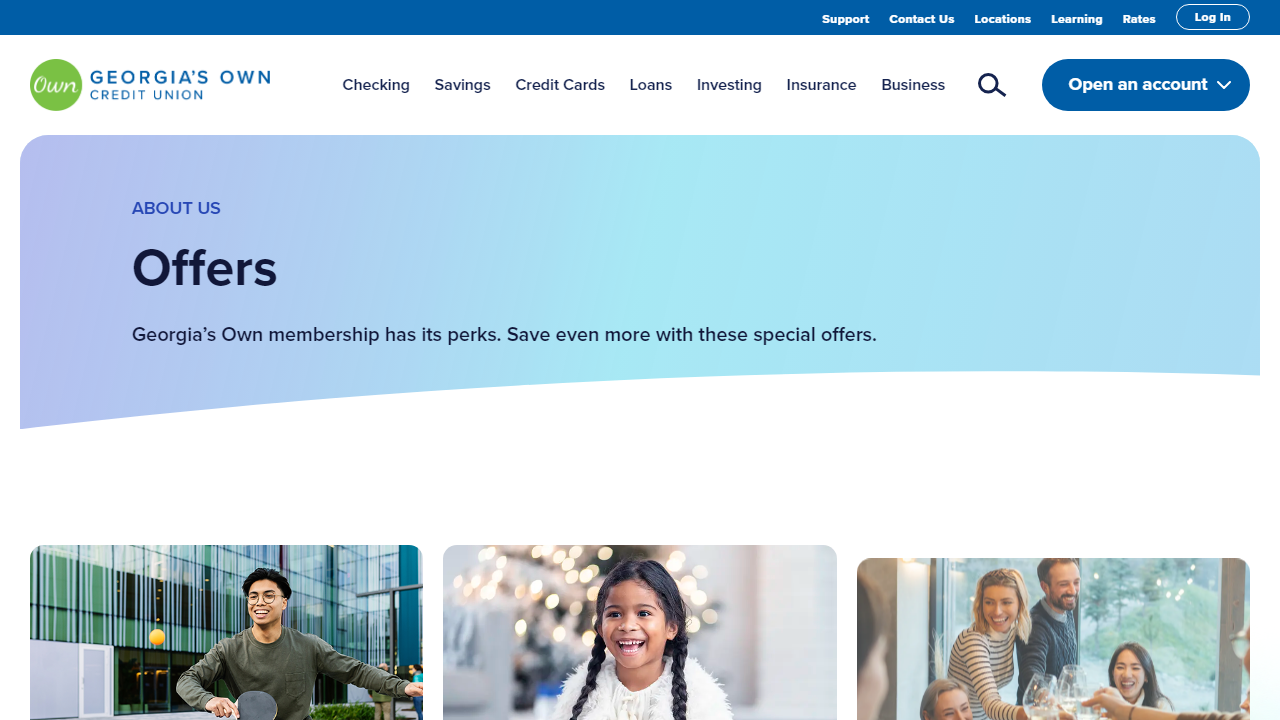 Support Contact Us Locations Learning Rates Log In
Own GEORGIA'S OWN
CREDIT UNION
Checking Savings Credit Cards Loans Investing Insurance Business
Open an account
ABOUT US
Offers
Georgia’s Own membership has its perks. Save even more with these special offers.